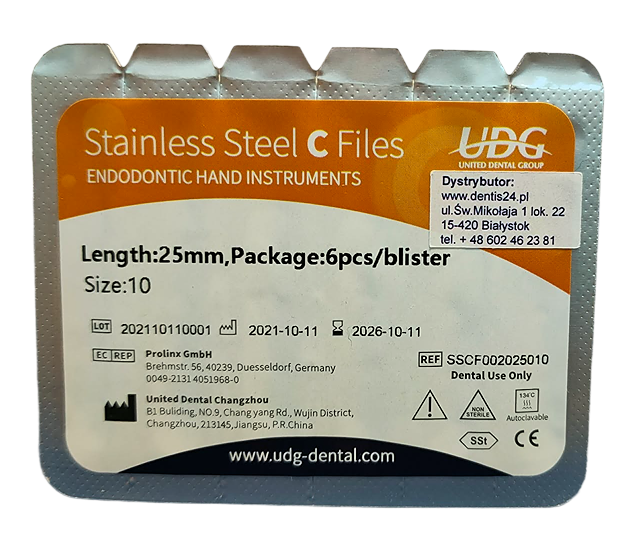 Stainless Steel C Files
ENDODONTIC HAND INSTRUMENTS
UDG
UNITED DENTAL GROUP
Dystrybutor:
www.dentis24.pl
ul.Św.Mikołaja 1 lok. 22
15-420 Białystok
tel. + 48 602 46 23 81
Length:25mm,Package:6pcs/blister
Size:10
LOT 202110110001 2021-10-11 2026-10-11
EC REP Prolinx GmbH
Brehmstr. 56, 40239, Duesseldorf, Germany
0049-2131 4051968-0
REF SSCF002025010
Dental Use Only
United Dental Changzhou
B1 Buliding, NO.9, Chang yang Rd., Wujin District,
Changzhou, 213145, Jiangsu, P.R.China
NON
STERILE
134°C
Autoclavable
SSt
CE
www.udg-dental.com